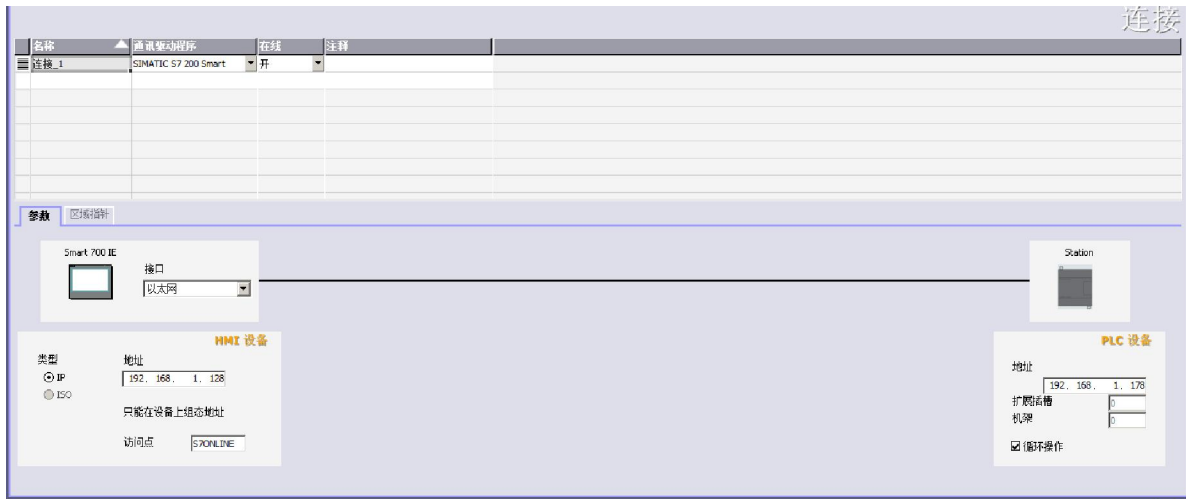 连接
名称 通讯驱动程序 在线 注释
连接_1 SIMATIC S7 200 Smart 开
参数 区域指针
Smart 700 IE
接口
以太网
Station
HMI 设备
类型 地址
IP 192. 168. 1. 128
ISO
只能在设备上组态地址
访问点 S7ONLINE
PLC 设备
地址
192. 168. 1. 178
扩展插槽 0
机架 0
循环操作